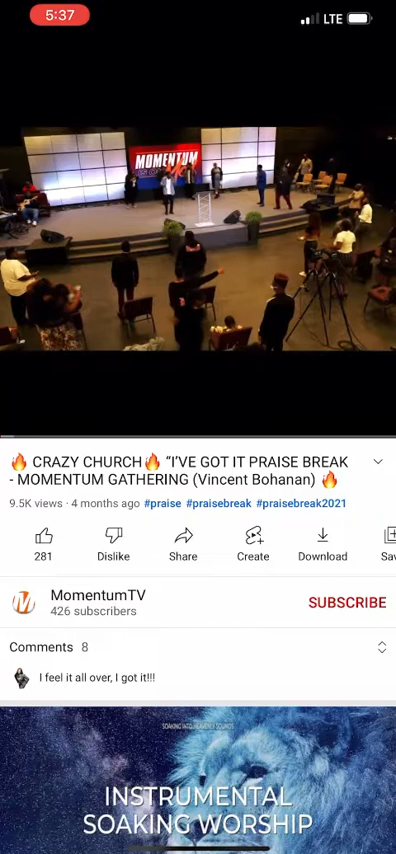 5:37
LTE
MOMENTUM
🔥 CRAZY CHURCH🔥 “I’VE GOT IT PRAISE BREAK
- MOMENTUM GATHERING (Vincent Bohanan) 🔥
9.5K views · 4 months ago #praise #praisebreak #praisebreak2021
281
Dislike
Share
Create
Download
Sav
M
MomentumTV
426 subscribers
SUBSCRIBE
Comments 8
I feel it all over, I got it!!!
SOAKING INTO HEAVENLY SOUNDS
INSTRUMENTAL
SOAKING WORSHIP